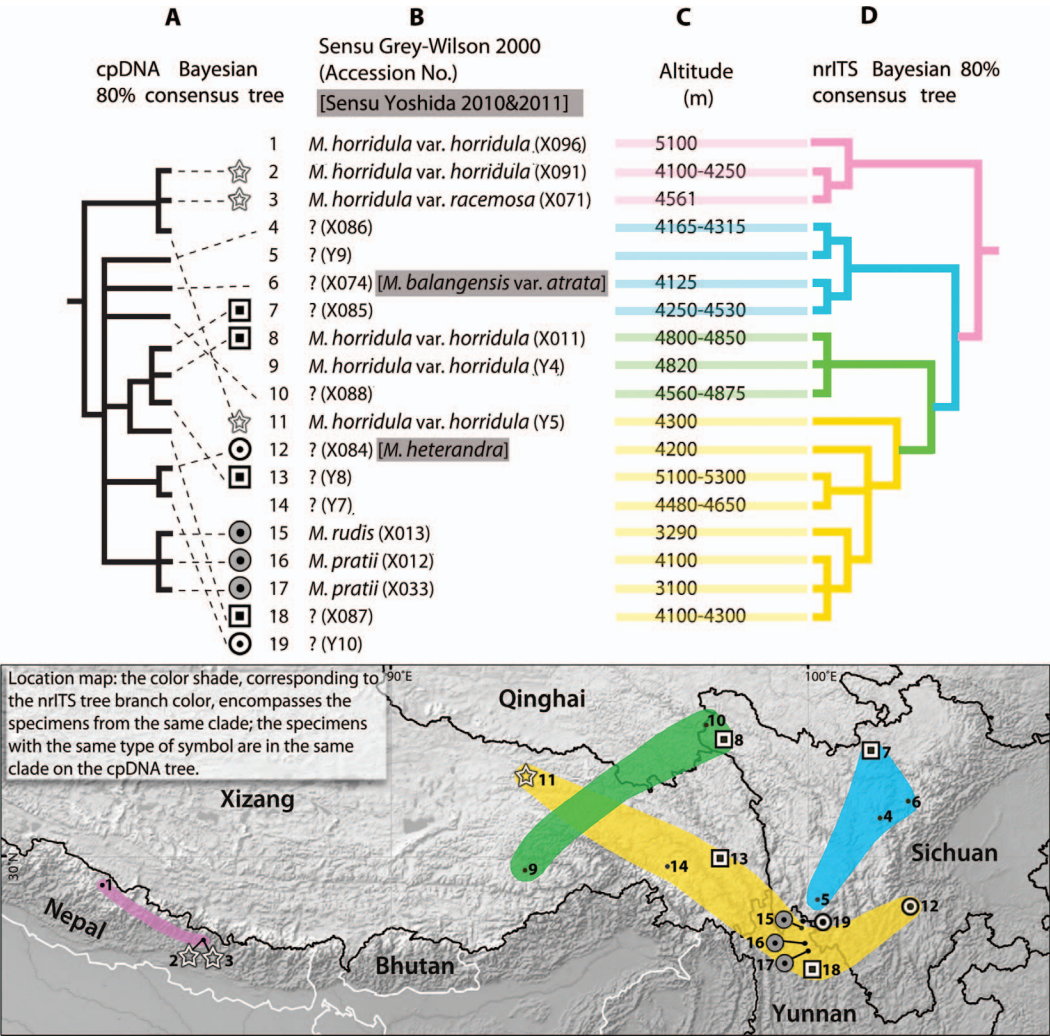 A B C D
cpDNA Bayesian
80% consensus tree
Sensu Grey-Wilson 2000
(Accession No.)
[Sensu Yoshida 2010&2011]
Altitude
(m)
nrITS Bayesian 80%
consensus tree
1 M. horridula var. horridula (X096) 5100
2 M. horridula var. horridula (X091) 4100-4250
3 M. horridula var. racemosa (X071) 4561
4 ? (X086) 4165-4315
5 ? (Y9)
6 ? (X074) [M. balangensis var. atrata] 4125
7 ? (X085) 4250-4530
8 M. horridula var. horridula (X011) 4800-4850
9 M. horridula var. horridula (Y4) 4820
10 ? (X088) 4560-4875
11 M. horridula var. horridula (Y5) 4300
12 ? (X084) [M. heterandra] 4200
13 ? (Y8) 5100-5300
14 ? (Y7) 4480-4650
15 M. rudis (X013) 3290
16 M. pratii (X012) 4100
17 M. pratii (X033) 3100
18 ? (X087) 4100-4300
19 ? (Y10)
Location map: the color shade, corresponding to
the nrITS tree branch color, encompasses the
specimens from the same clade; the specimens
with the same type of symbol are in the same
clade on the cpDNA tree.
90°E
100°E
Qinghai
10
8
7
11
Xizang
6
4
Sichuan
13
14
30°N
9
1
5
12
Nepal
15
19
16
2
3
Bhutan
17
18
Yunnan